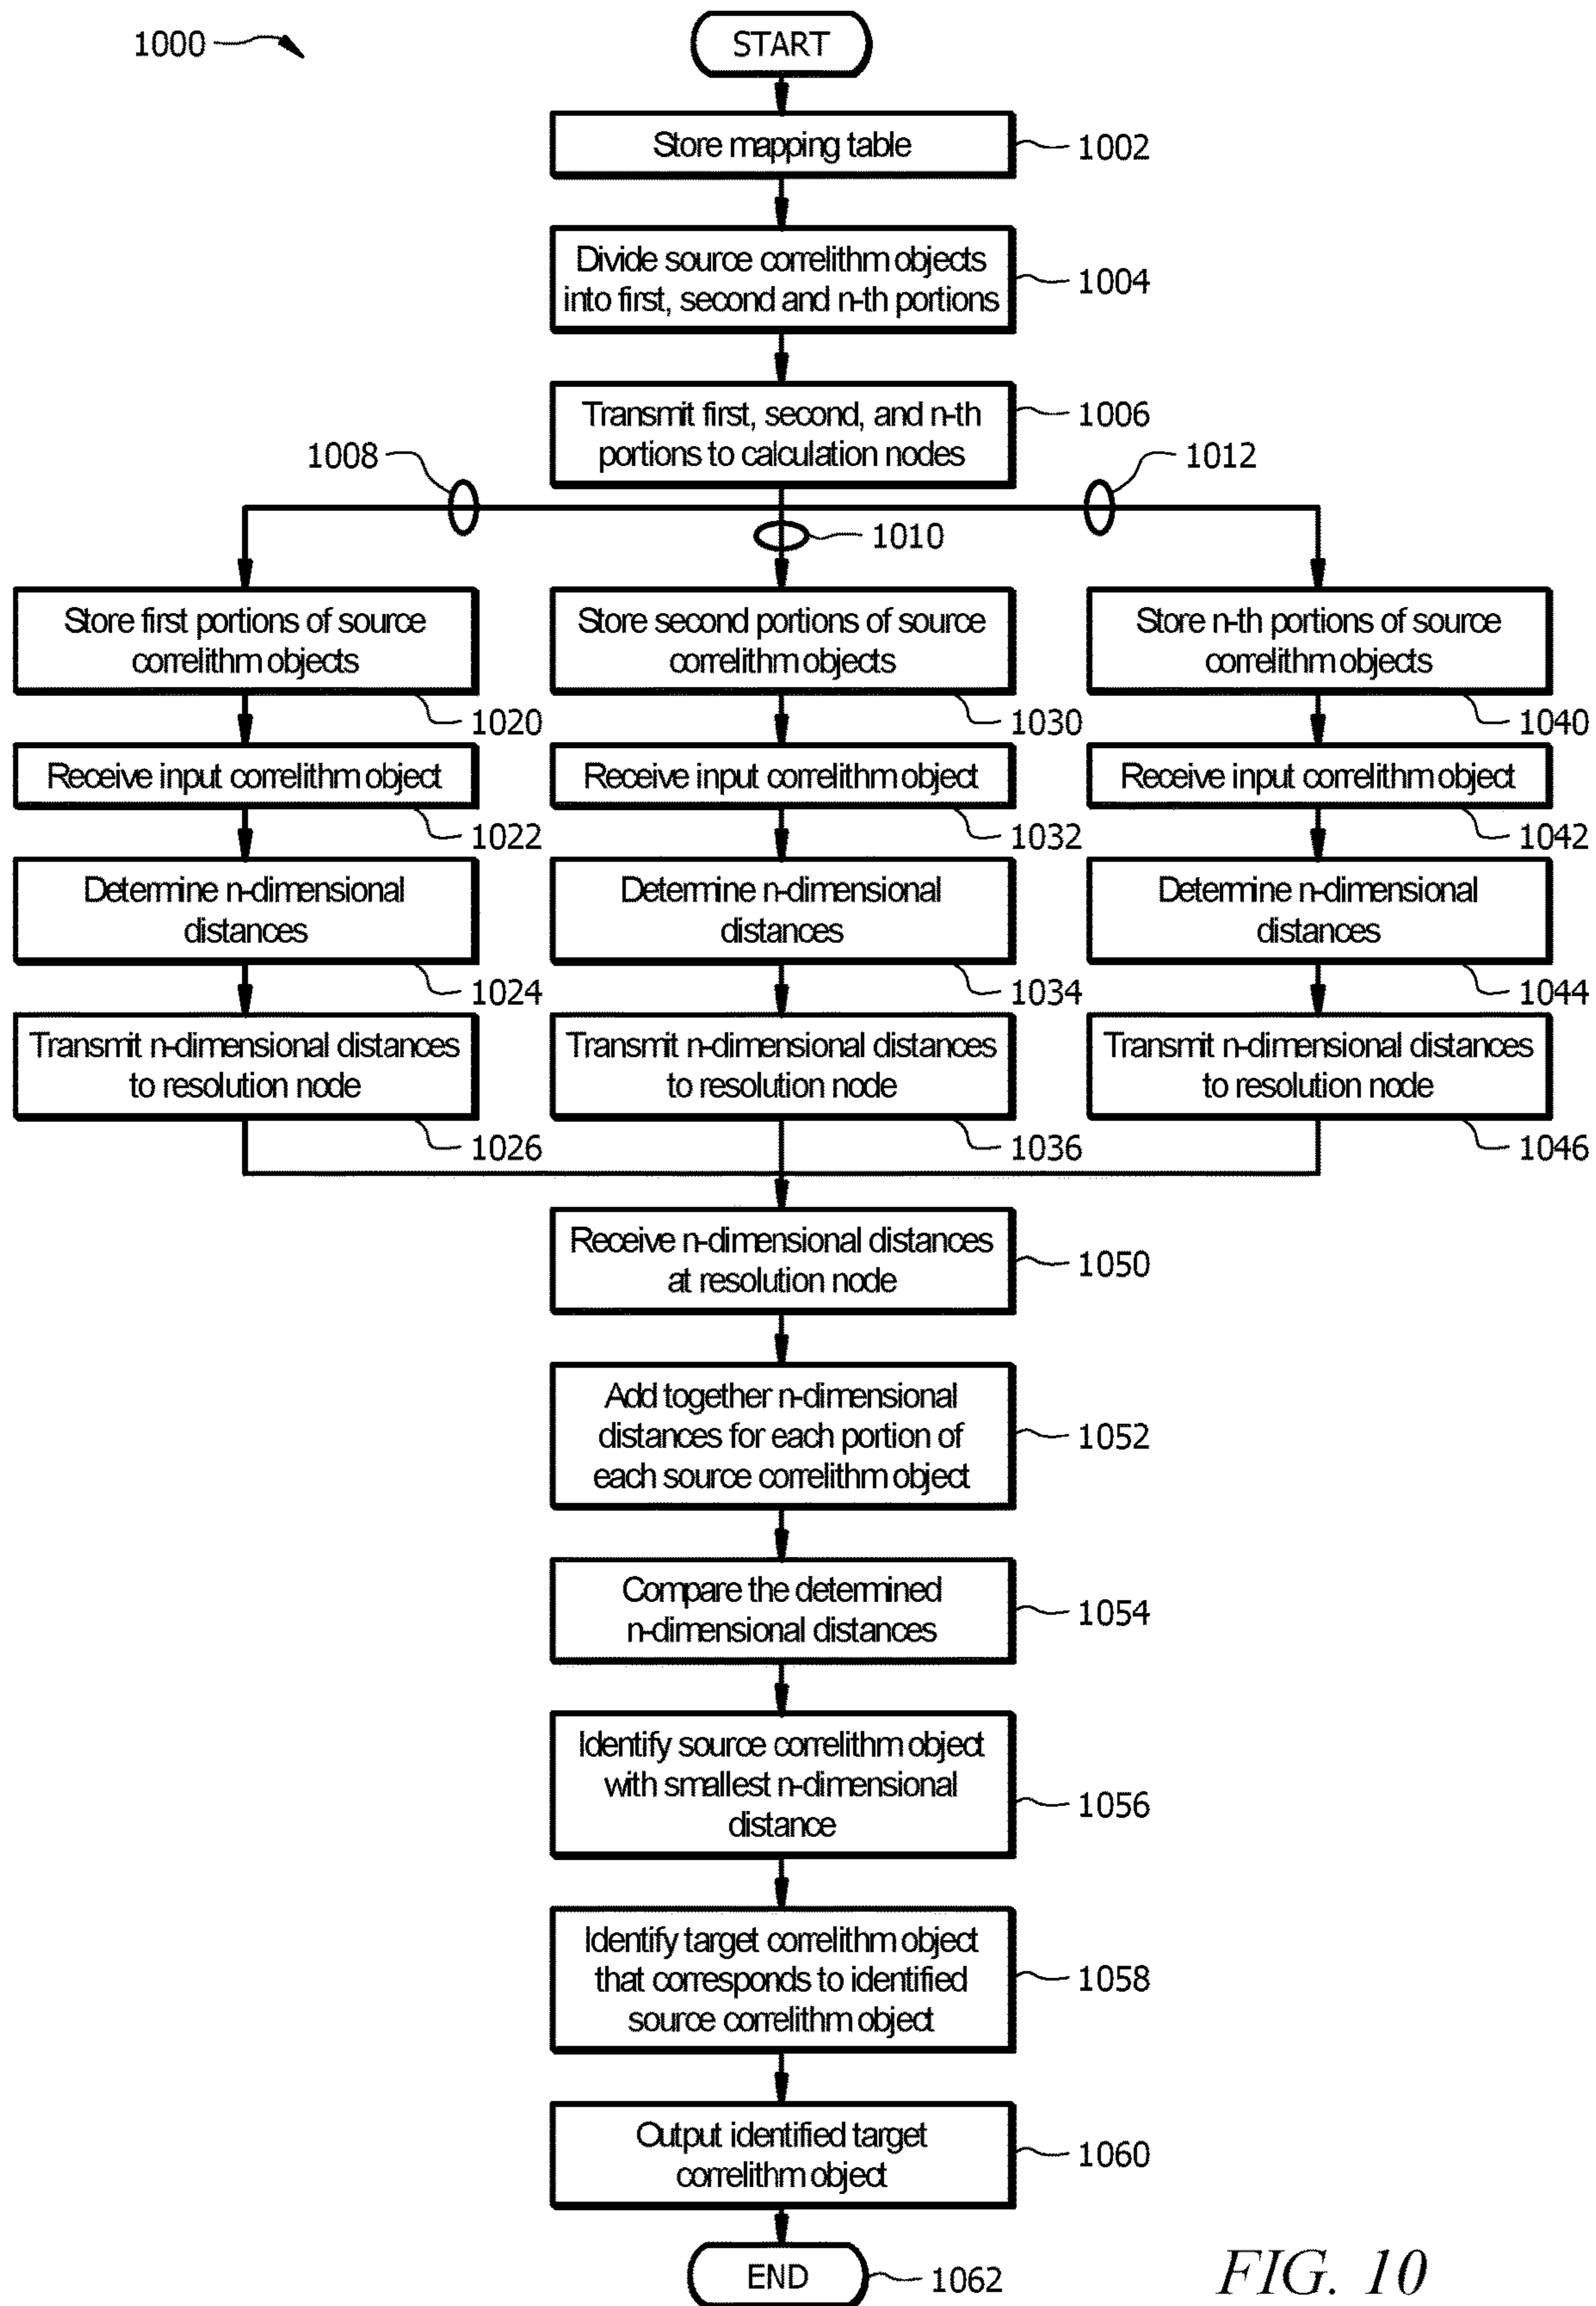 1000
START
Store mapping table
1002
Divide source correlithm objects
into first, second and n-th portions
1004
Transmit first, second, and n-th
portions to calculation nodes
1006
1008
1010
1012
Store first portions of source
correlithm objects
1020
Store second portions of source
correlithm objects
1030
Store n-th portions of source
correlithm objects
1040
Receive input correlithm object
1022
Receive input correlithm object
1032
Receive input correlithm object
1042
Determine n-dimensional
distances
1024
Determine n-dimensional
distances
1034
Determine n-dimensional
distances
1044
Transmit n-dimensional distances
to resolution node
1026
Transmit n-dimensional distances
to resolution node
1036
Transmit n-dimensional distances
to resolution node
1046
Receive n-dimensional distances
at resolution node
1050
Add together n-dimensional
distances for each portion of
each source correlithm object
1052
Compare the determined
n-dimensional distances
1054
Identify source correlithm object
with smallest n-dimensional
distance
1056
Identify target correlithm object
that corresponds to identified
source correlithm object
1058
Output identified target
correlithm object
1060
END
1062
FIG. 10